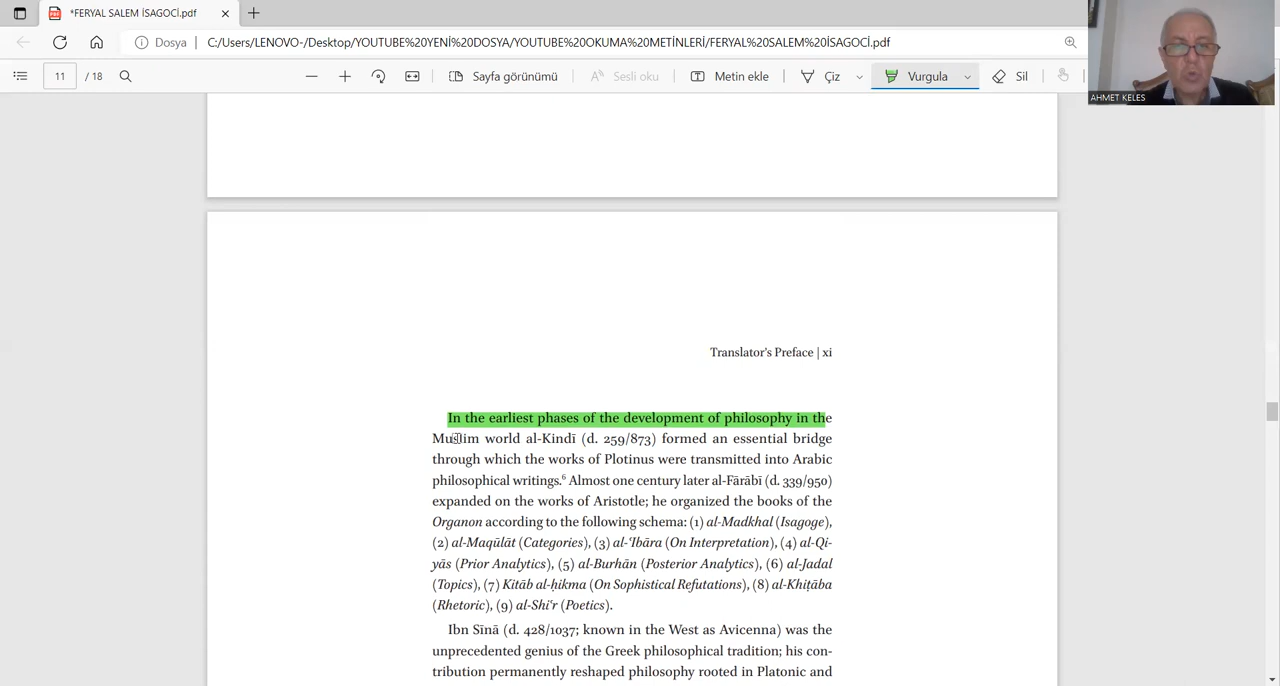 *FERYAL SALEM İSAGOCİ.pdf
Dosya
C:/Users/LENOVO-/Desktop/YOUTUBE%20YENİ%20DOSYA/YOUTUBE%20OKUMA%20METİNLERİ/FERYAL%20SALEM%20İSAGOCİ.pdf
11 / 18
Sayfa görünümü
Sesli oku
Metin ekle
Çiz
Vurgula
Sil
AHMET KELES
Translator's Preface | xi
In the earliest phases of the development of philosophy in the
Muslim world al-Kindī (d. 259/873) formed an essential bridge
through which the works of Plotinus were transmitted into Arabic
philosophical writings.⁶ Almost one century later al-Fārābī (d. 339/950)
expanded on the works of Aristotle; he organized the books of the
Organon according to the following schema: (1) al-Madkhal (Isagoge),
(2) al-Maqūlāt (Categories), (3) al-ʿIbāra (On Interpretation), (4) al-Qi-
yās (Prior Analytics), (5) al-Burhān (Posterior Analytics), (6) al-Jadal
(Topics), (7) Kitāb al-ḥikma (On Sophistical Refutations), (8) al-Khiṭāba
(Rhetoric), (9) al-Shiʿr (Poetics).
Ibn Sīnā (d. 428/1037; known in the West as Avicenna) was the
unprecedented genius of the Greek philosophical tradition; his con-
tribution permanently reshaped philosophy rooted in Platonic and